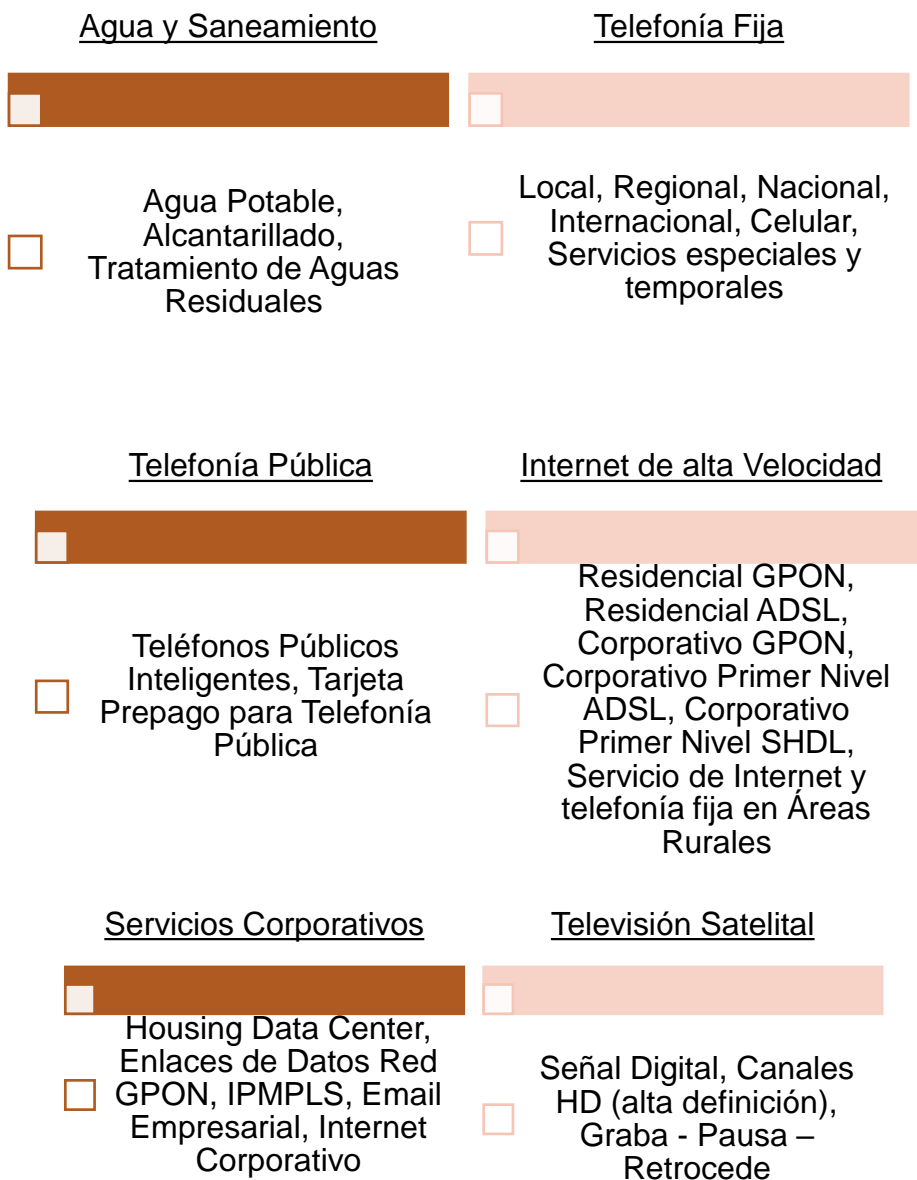 Agua y Saneamiento
Agua Potable,
Alcantarillado,
Tratamiento de Aguas
Residuales
Telefonía Fija
Local, Regional, Nacional,
Internacional, Celular,
Servicios especiales y
temporales
Telefonía Pública
Teléfonos Públicos
Inteligentes, Tarjeta
Prepago para Telefonía
Pública
Internet de alta Velocidad
Residencial GPON,
Residencial ADSL,
Corporativo GPON,
Corporativo Primer Nivel
ADSL, Corporativo
Primer Nivel SHDL,
Servicio de Internet y
telefonía fija en Áreas
Rurales
Servicios Corporativos
Housing Data Center,
Enlaces de Datos Red
GPON, IPMPLS, Email
Empresarial, Internet
Corporativo
Televisión Satelital
Señal Digital, Canales
HD (alta definición),
Graba - Pausa –
Retrocede